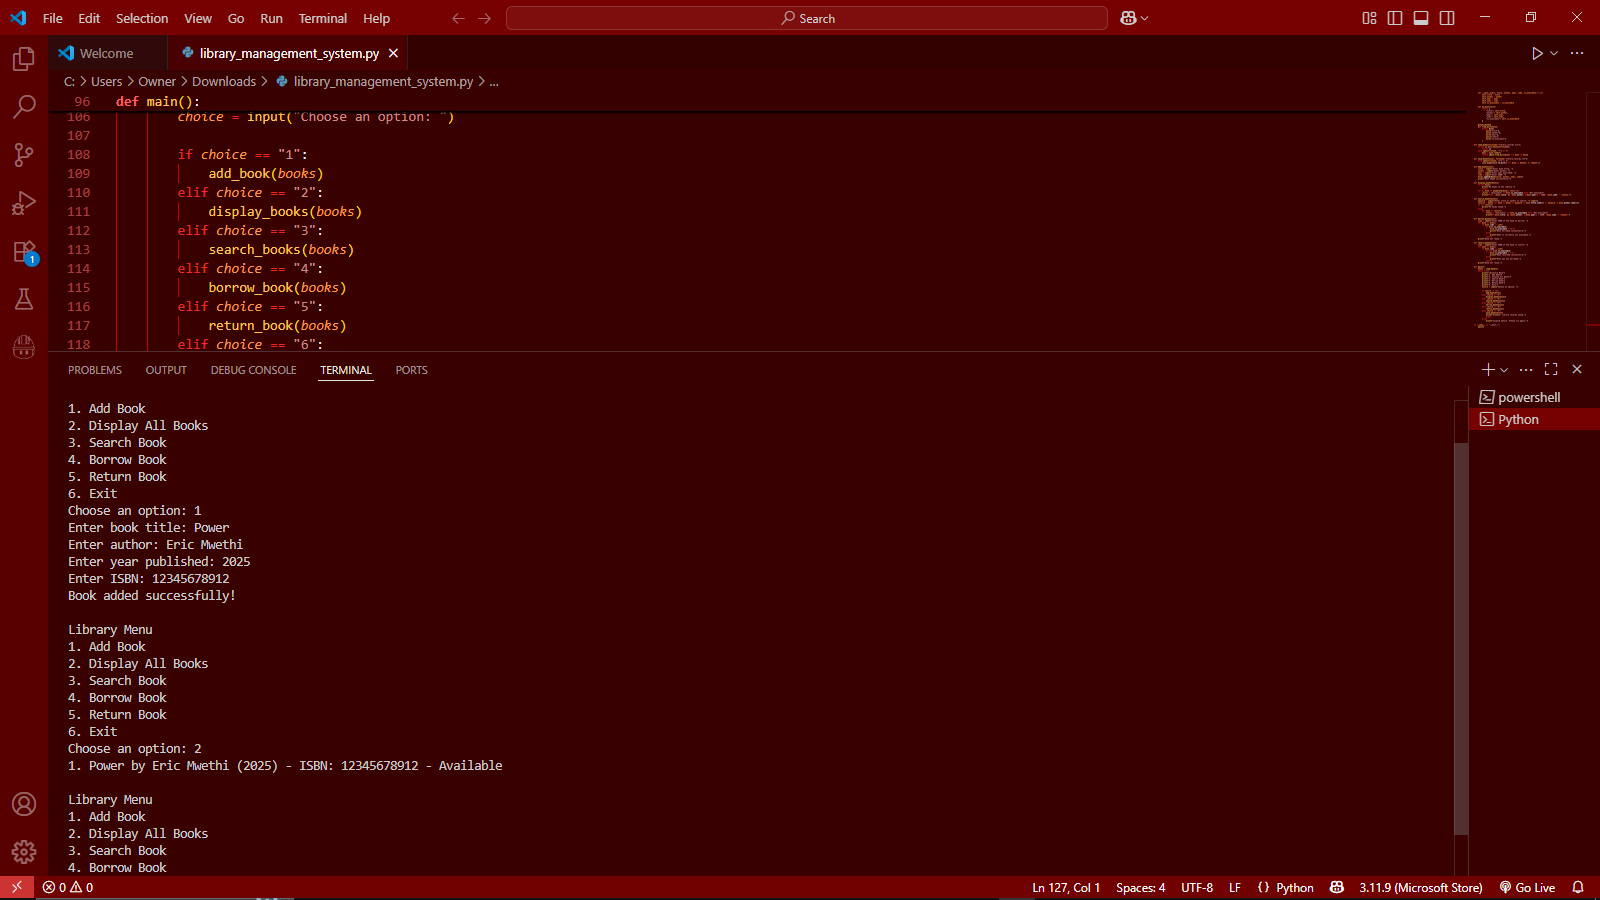 File Edit Selection View Go Run Terminal Help
Search
Welcome
library_management_system.py
C: > Users > Owner > Downloads > library_management_system.py > ...
96 def main():
106 choice = input("Choose an option: ")
107
108 if choice == "1":
109 add_book(books)
110 elif choice == "2":
111 display_books(books)
112 elif choice == "3":
113 search_books(books)
114 elif choice == "4":
115 borrow_book(books)
116 elif choice == "5":
117 return_book(books)
118 elif choice == "6":
1
PROBLEMS OUTPUT DEBUG CONSOLE TERMINAL PORTS
powershell
Python
1. Add Book
2. Display All Books
3. Search Book
4. Borrow Book
5. Return Book
6. Exit
Choose an option: 1
Enter book title: Power
Enter author: Eric Mwethi
Enter year published: 2025
Enter ISBN: 12345678912
Book added successfully!
Library Menu
1. Add Book
2. Display All Books
3. Search Book
4. Borrow Book
5. Return Book
6. Exit
Choose an option: 2
1. Power by Eric Mwethi (2025) - ISBN: 12345678912 - Available
Library Menu
1. Add Book
2. Display All Books
3. Search Book
4. Borrow Book
0 0
Ln 127, Col 1 Spaces: 4 UTF-8 LF {} Python 3.11.9 (Microsoft Store) Go Live